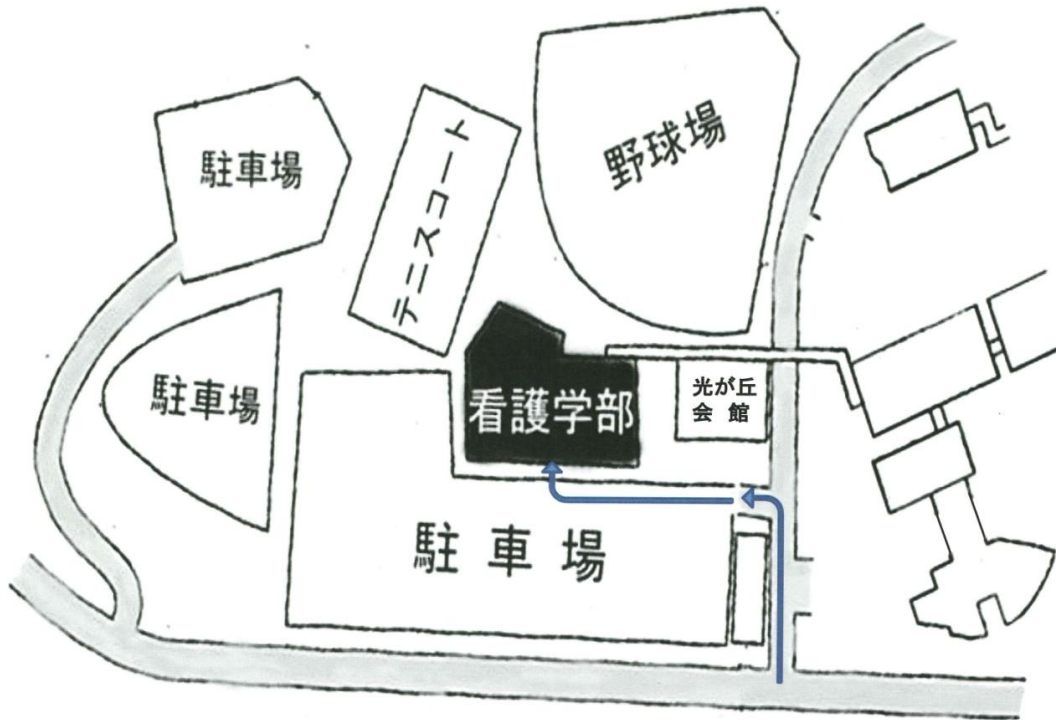 野球場
駐車場
テニスコート
駐車場
看護学部
光が丘
会館
駐車場